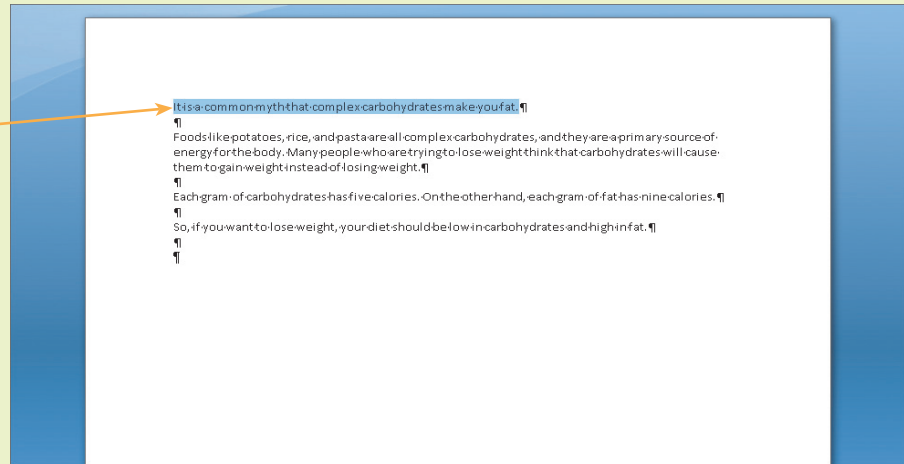 It is a common myth that complex carbohydrates make you fat.¶
¶
Foods like potatoes, rice, and pasta are all complex carbohydrates, and they are a primary source of
energy for the body. Many people who are trying to lose weight think that carbohydrates will cause
them to gain weight instead of losing weight.¶
¶
Each gram of carbohydrates has five calories. On the other hand, each gram of fat has nine calories.¶
¶
So, if you want to lose weight, your diet should be low in carbohydrates and high in fat.¶
¶
¶